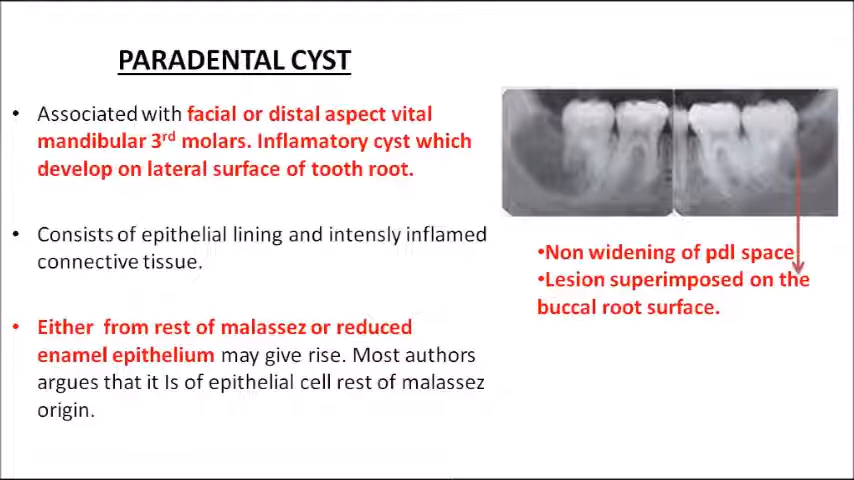 PARADENTAL CYST
• Associated with facial or distal aspect vital
mandibular 3rd molars. Inflamatory cyst which
develop on lateral surface of tooth root.
• Consists of epithelial lining and intensly inflamed
connective tissue.
• Either from rest of malassez or reduced
enamel epithelium may give rise. Most authors
argues that it Is of epithelial cell rest of malassez
origin.
•Non widening of pdl space
•Lesion superimposed on the
buccal root surface.